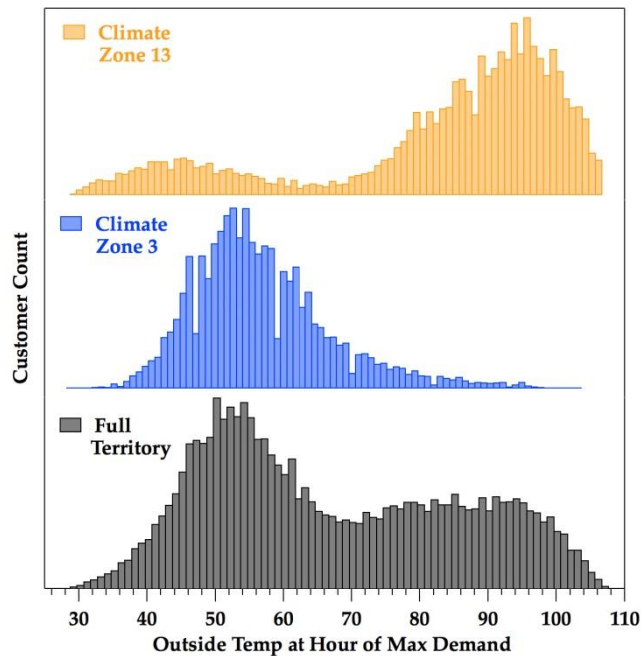 Climate
Zone 13
Climate
Zone 3
Full
Territory
Customer Count
30 40 50 60 70 80 90 100 110
Outside Temp at Hour of Max Demand